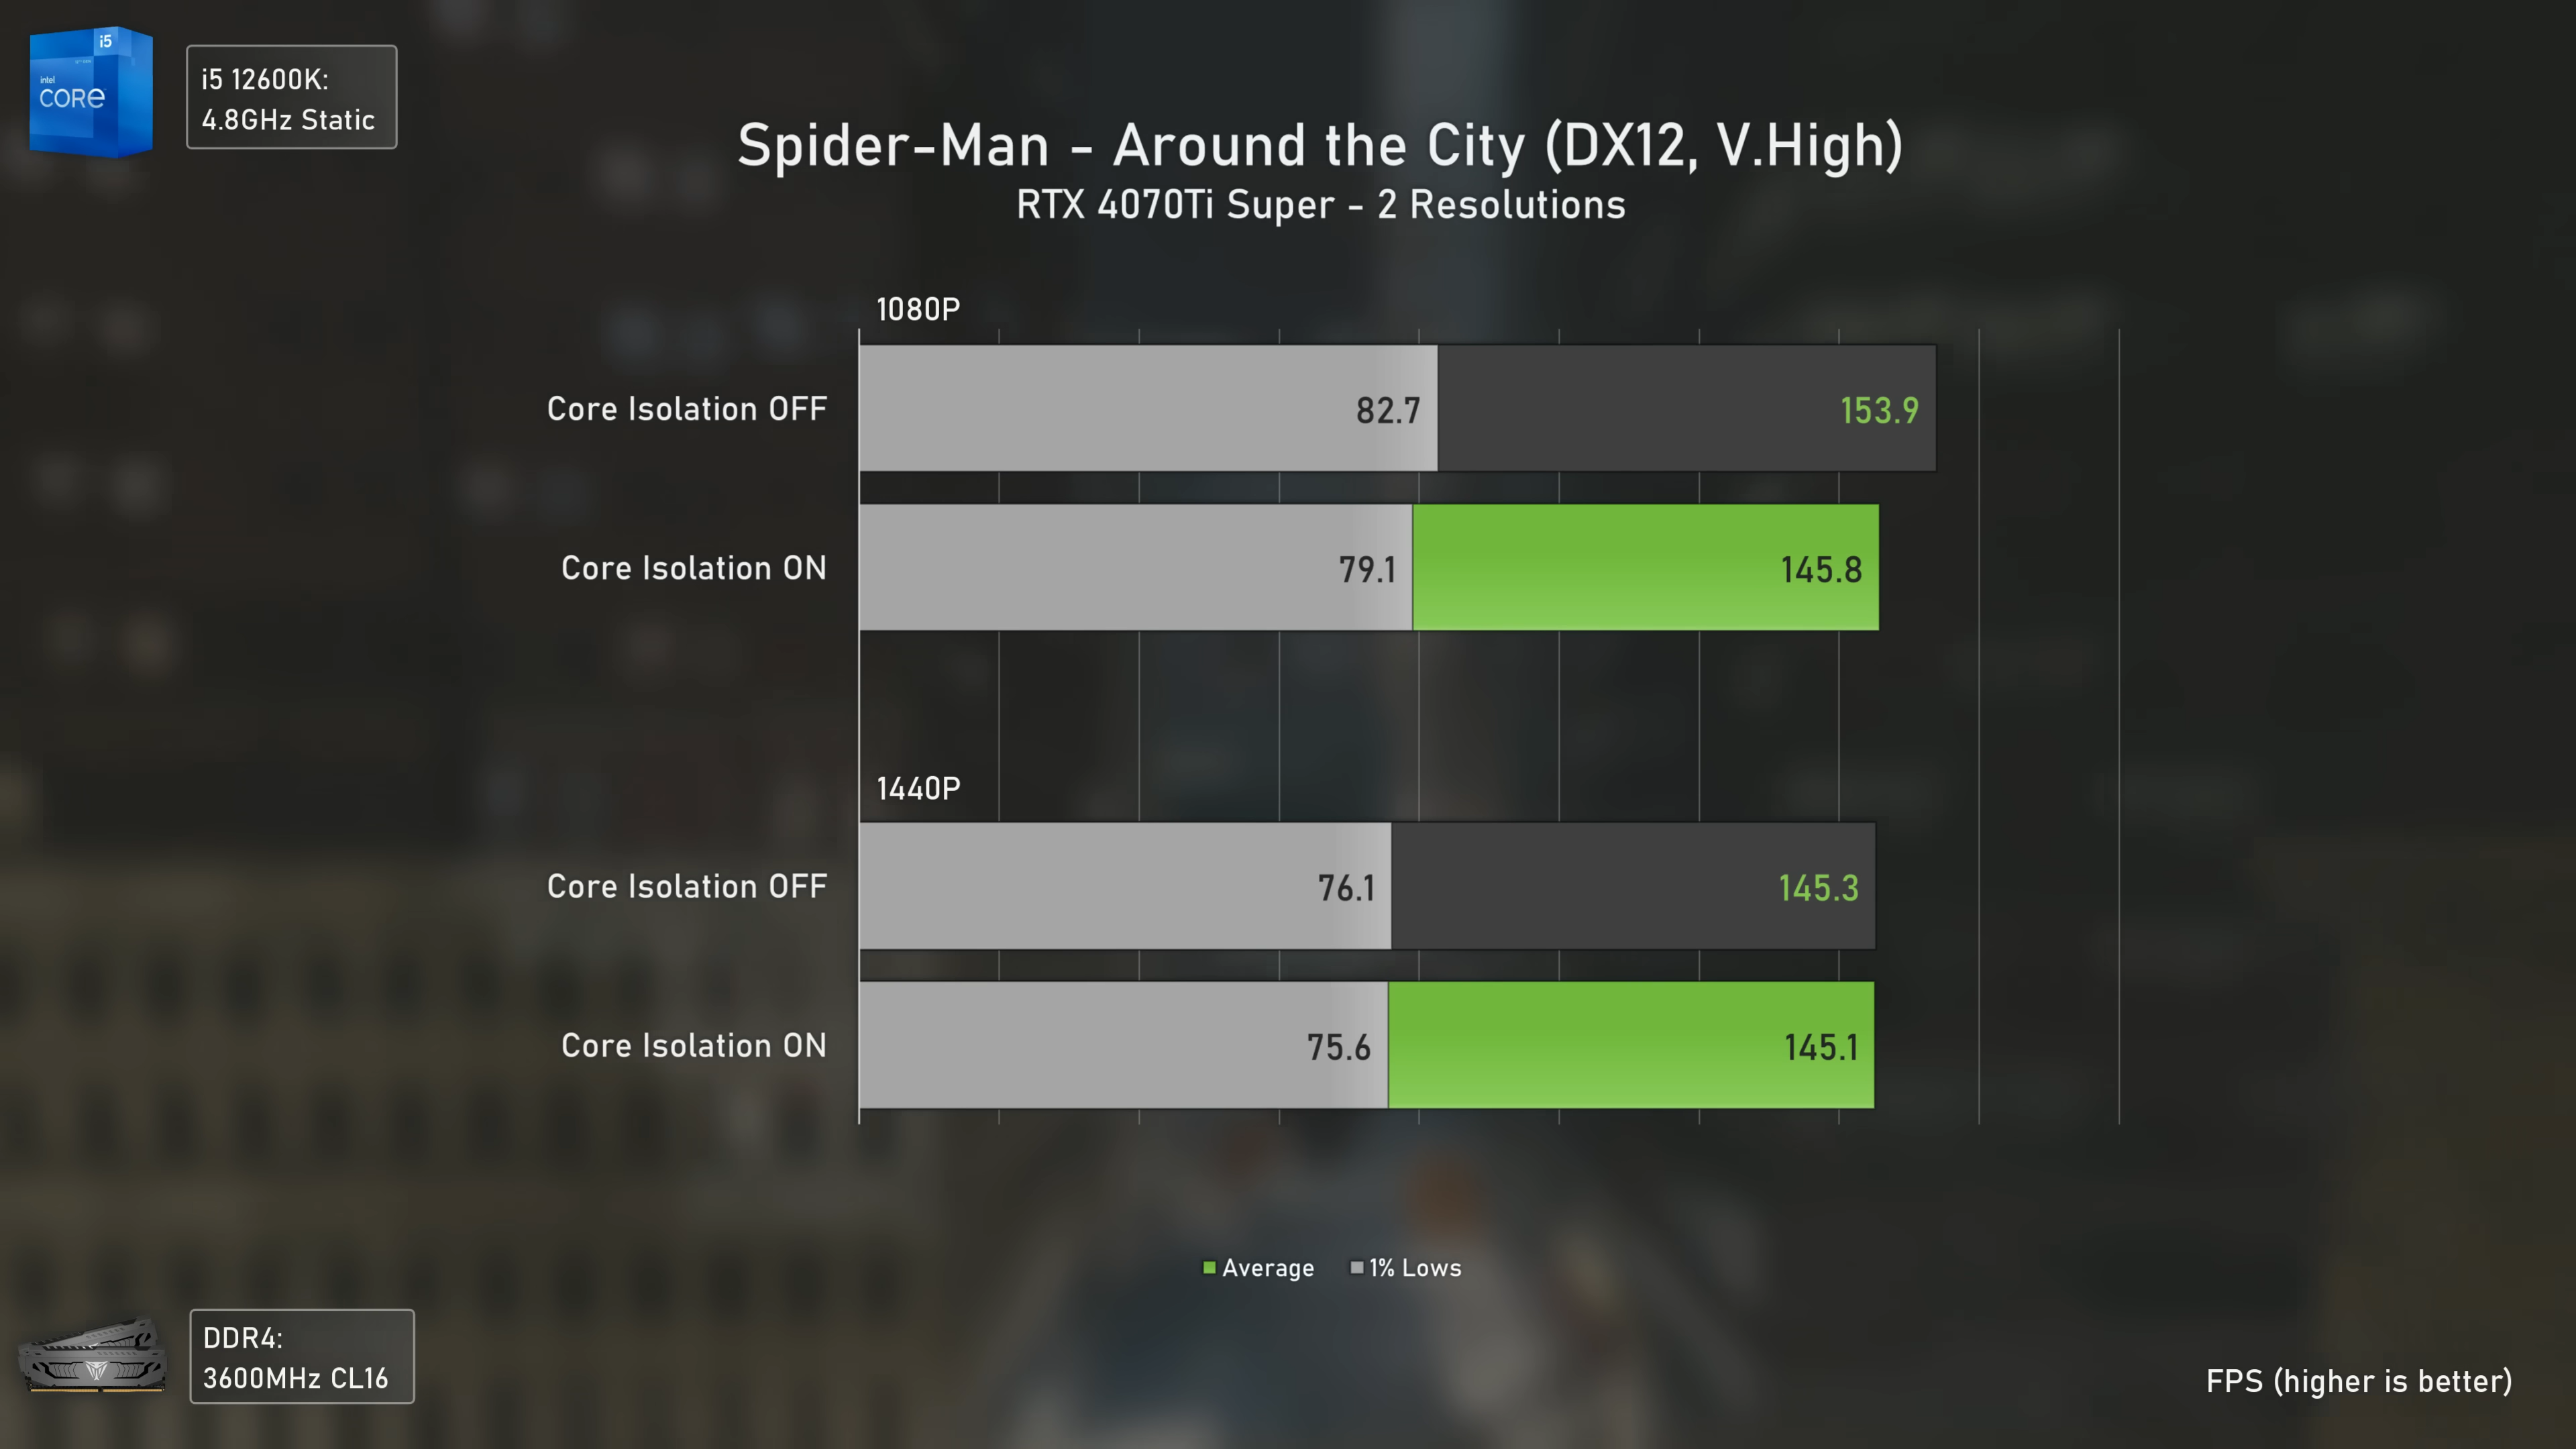 i5
intel
CORE
i5 12600K:
4.8GHz Static
Spider-Man - Around the City (DX12, V.High)
RTX 4070Ti Super - 2 Resolutions
1080P
Core Isolation OFF
82.7
153.9
Core Isolation ON
79.1
145.8
1440P
Core Isolation OFF
76.1
145.3
Core Isolation ON
75.6
145.1
Average
1% Lows
DDR4:
3600MHz CL16
FPS (higher is better)